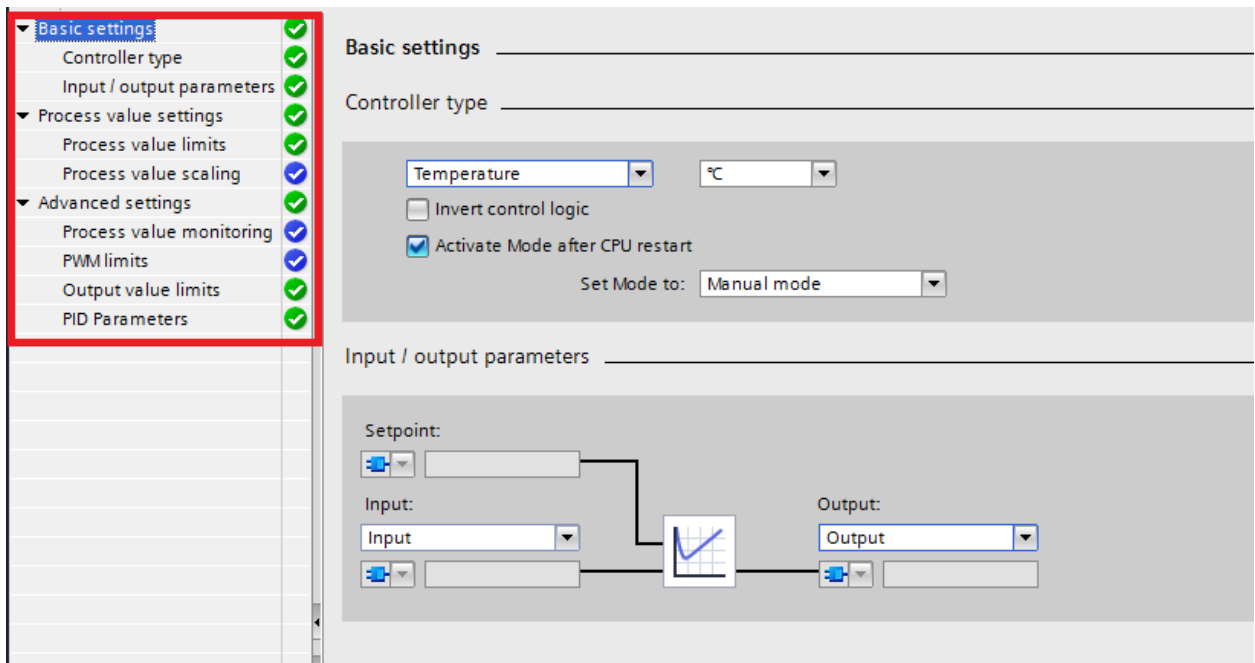 Basic settings
Controller type
Input / output parameters
Process value settings
Process value limits
Process value scaling
Advanced settings
Process value monitoring
PWM limits
Output value limits
PID Parameters
Basic settings
Controller type
Temperature
℃
Invert control logic
Activate Mode after CPU restart
Set Mode to: Manual mode
Input / output parameters
Setpoint:
Input: Output:
Input Output